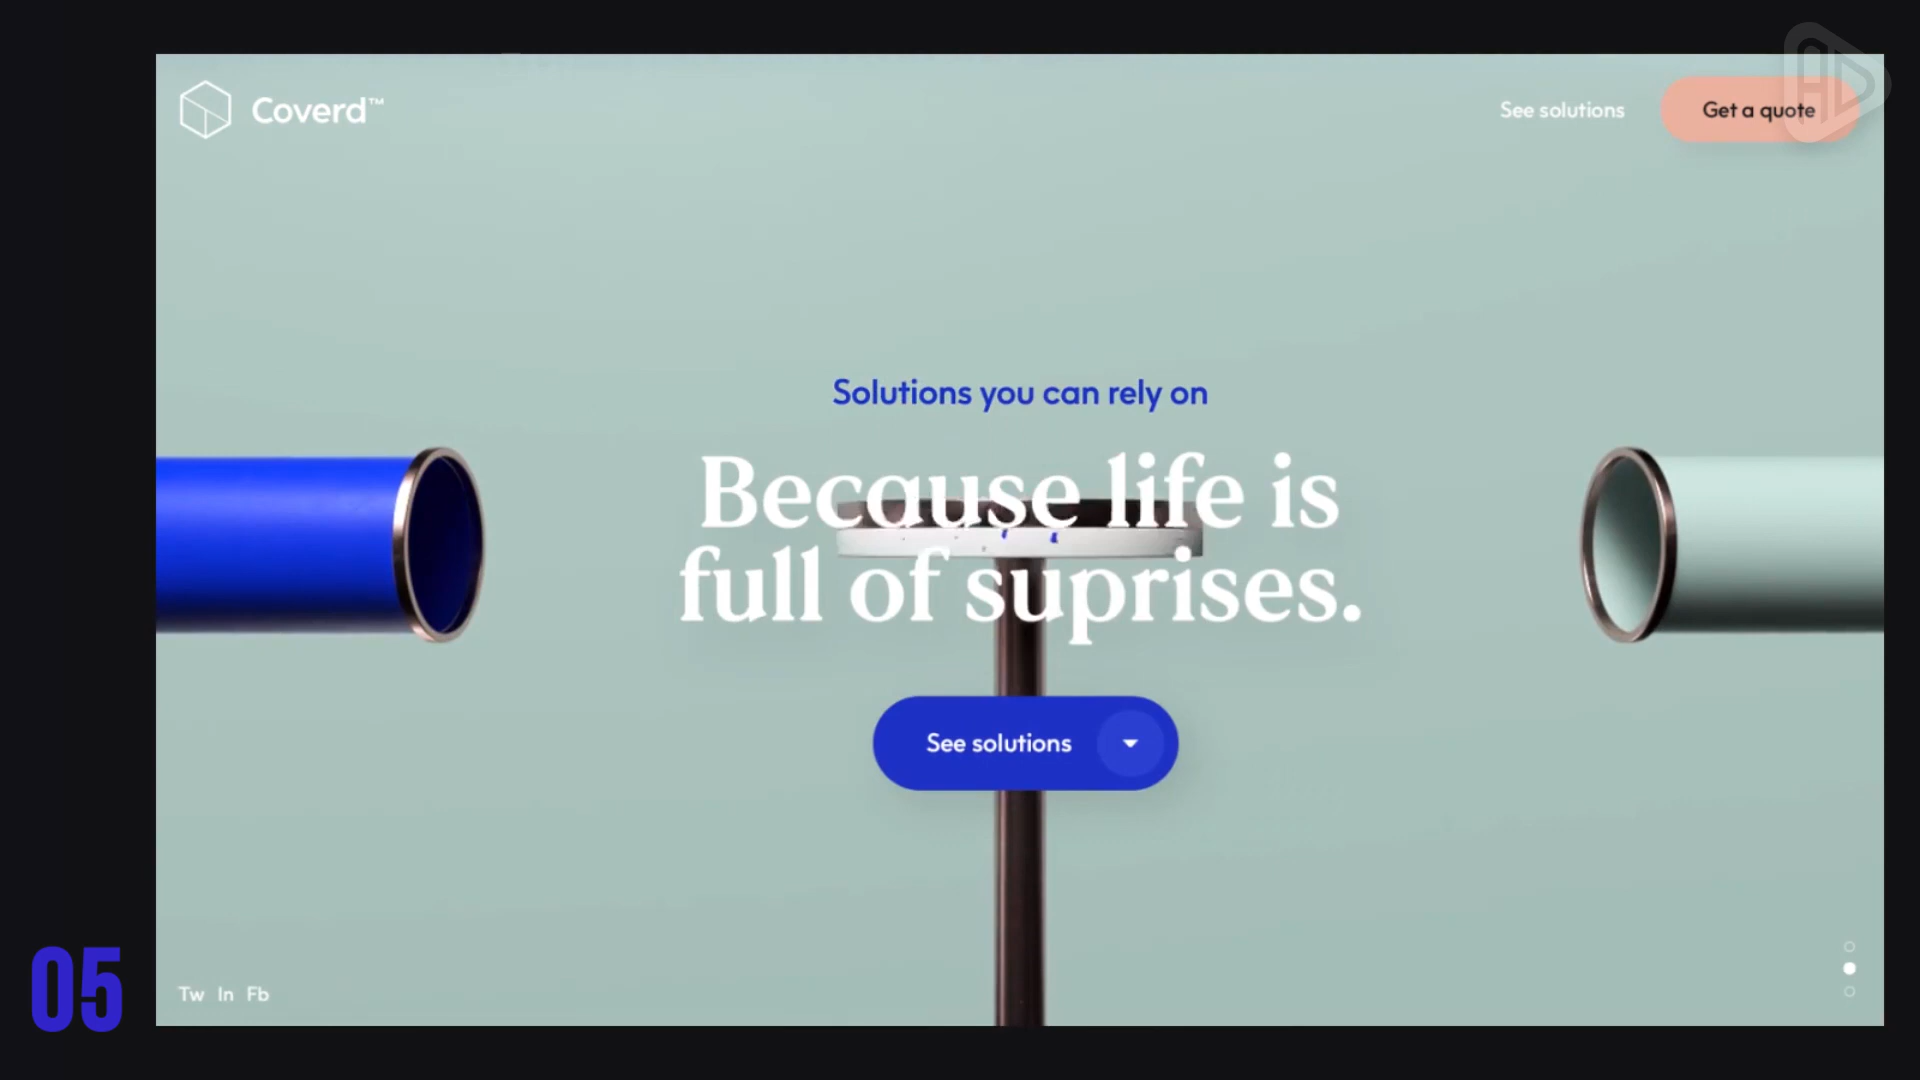 Coverd™
See solutions
Get a quote
Solutions you can rely on
Because life is
full of suprises.
See solutions
05
Tw In Fb